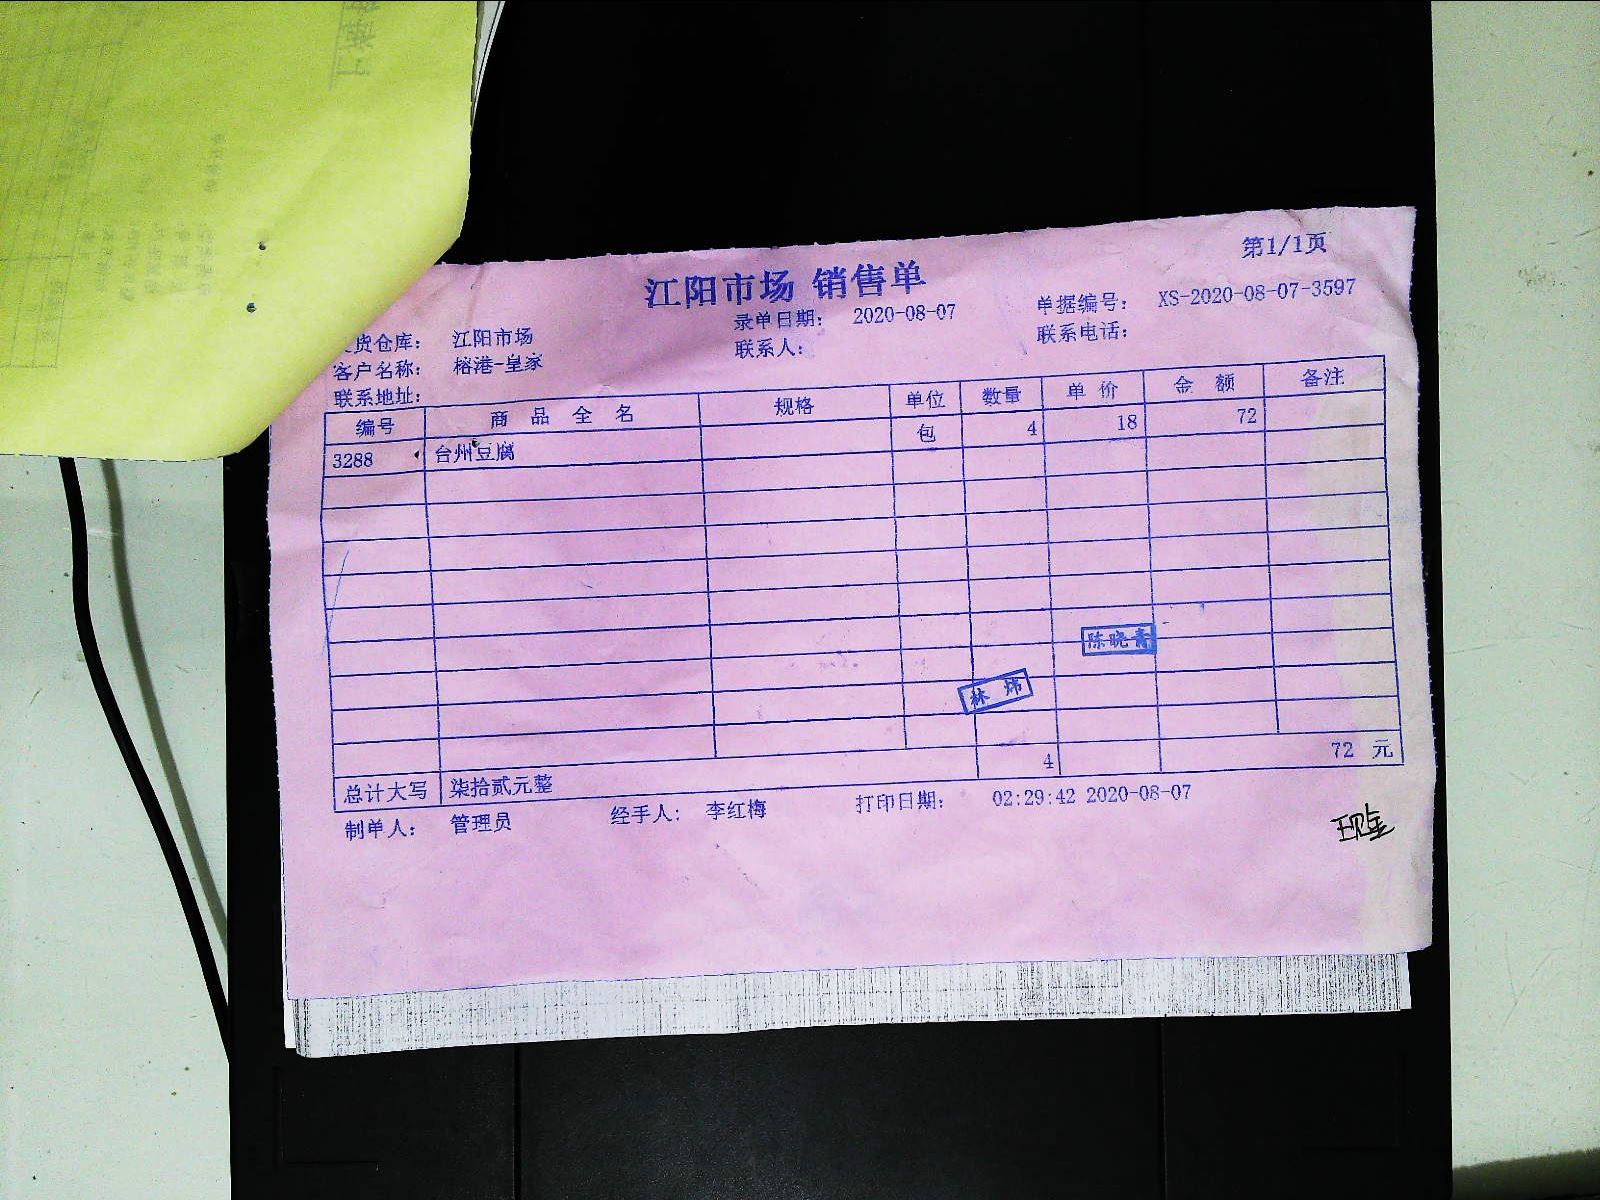 第1/1页
江阳市场 销售单
货仓库： 江阳市场 录单日期： 2020-08-07 单据编号： XS-2020-08-07-3597
客户名称： 榕港-皇家 联系人： 联系电话：
联系地址：
编号 商品全名 规格 单位 数量 单价 金额 备注
3288 台州豆腐 包 4 18 72
陈晓青
林炜
总计大写 柒拾贰元整 4 72 元
制单人： 管理员 经手人： 李红梅 打印日期： 02:29:42 2020-08-07
现金